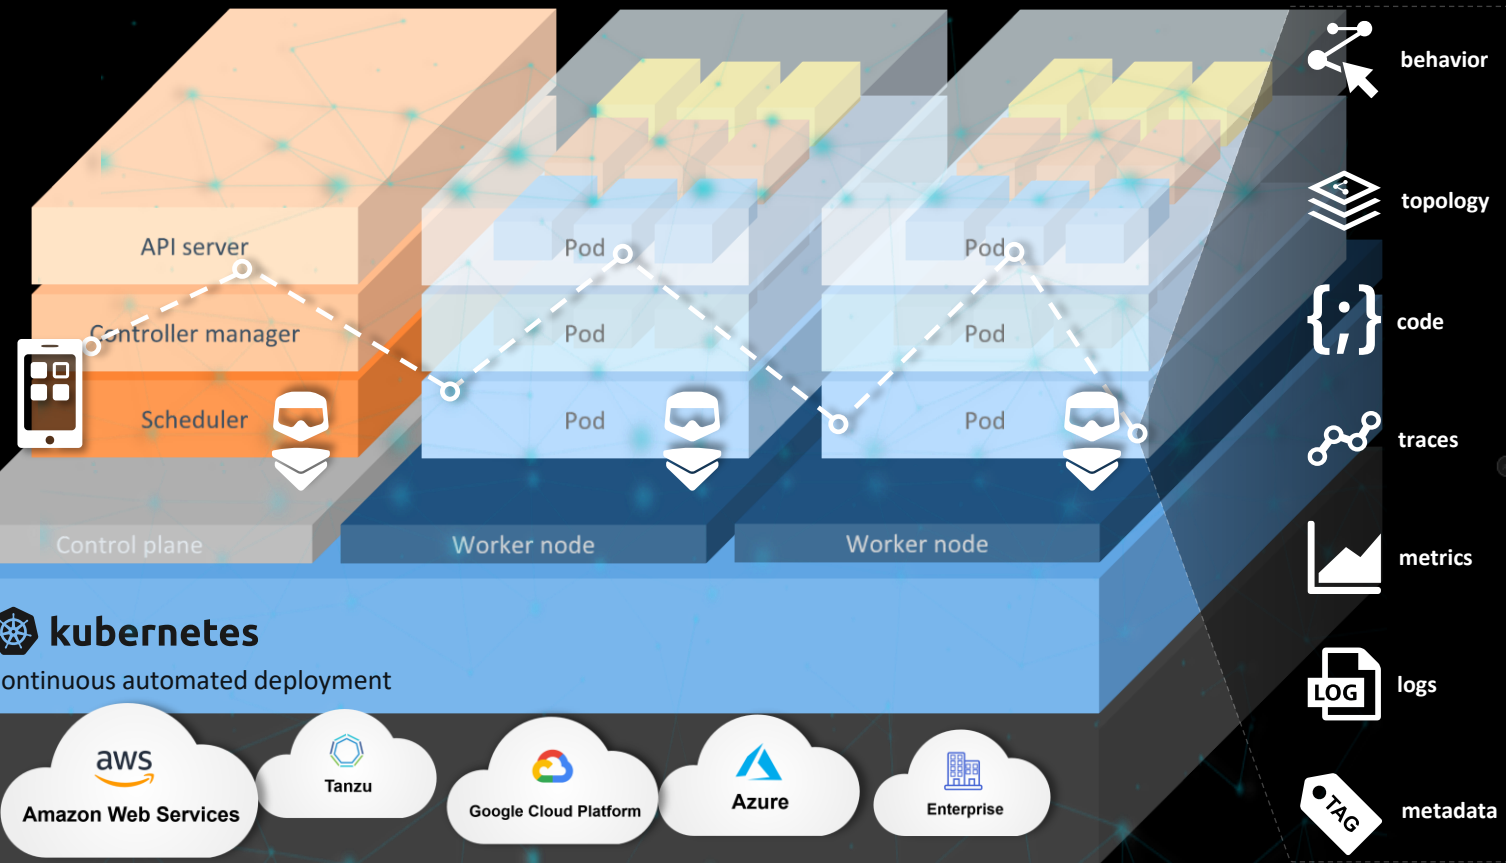 API server
Controller manager
Scheduler
Control plane
Pod
Pod
Pod
Worker node
Pod
Pod
Pod
Worker node
kubernetes
ontinuous automated deployment
aws
Amazon Web Services
Tanzu
Google Cloud Platform
Azure
Enterprise
behavior
topology
{;}
code
traces
metrics
LOG
logs
TAG
metadata